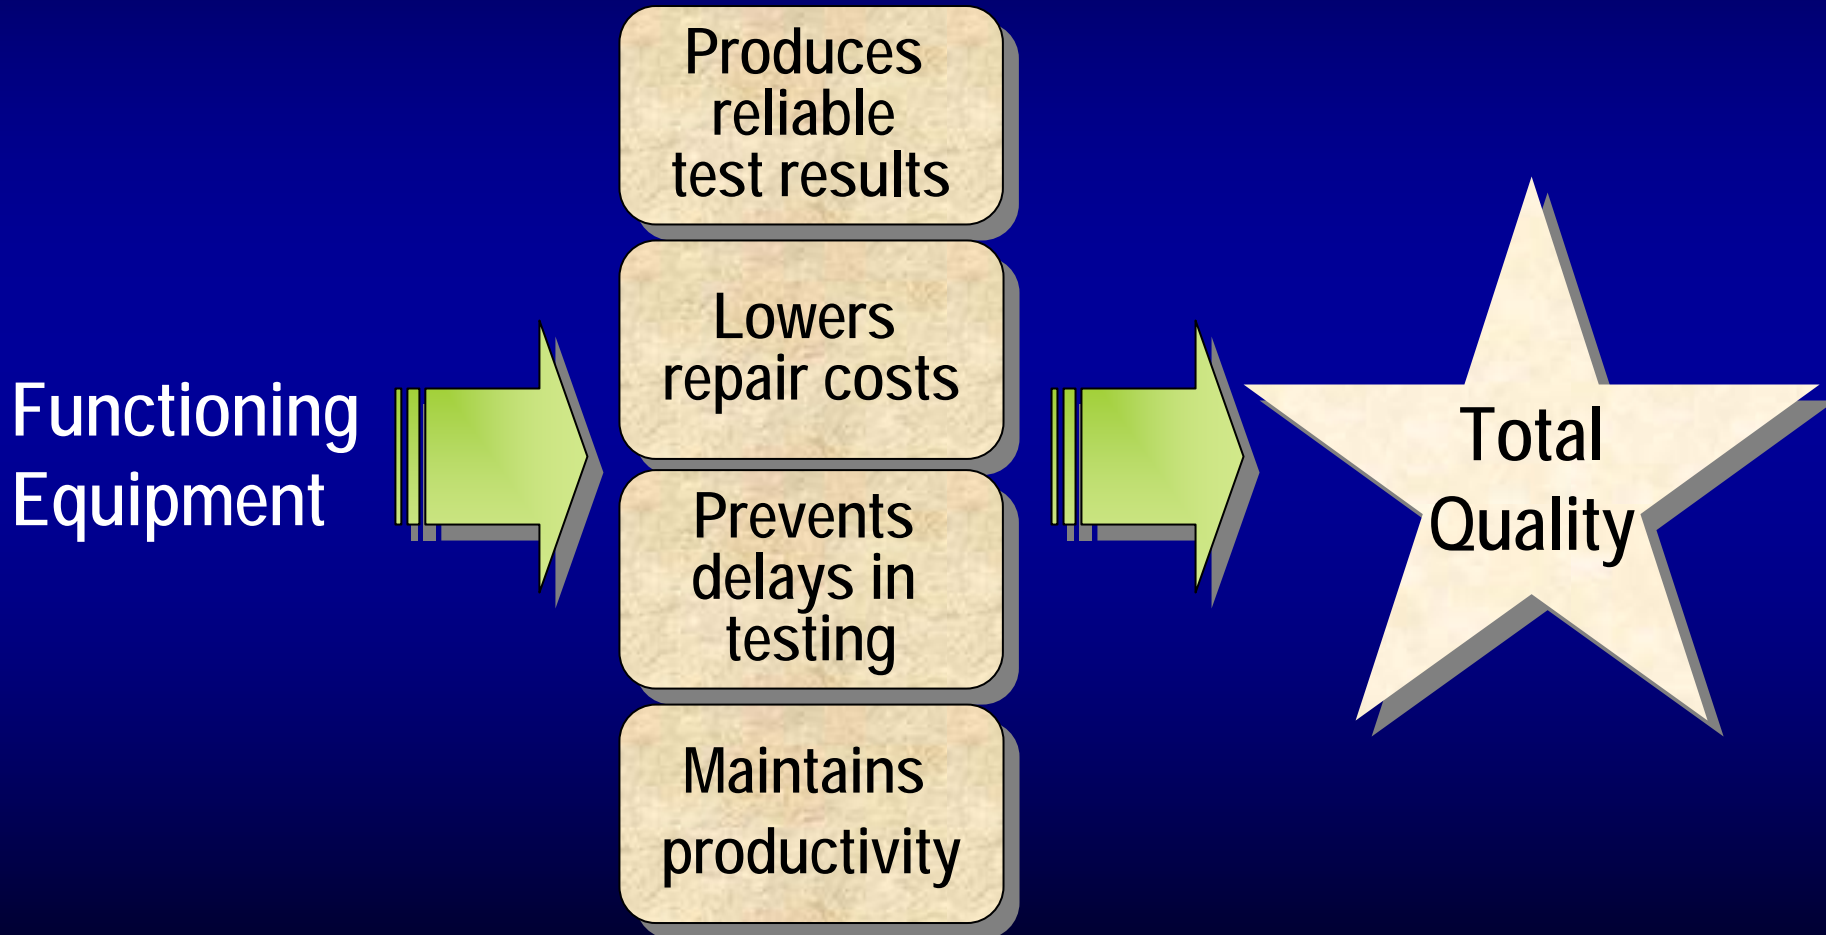 Functioning
Equipment
Produces
reliable
test results
Lowers
repair costs
Prevents
delays in
testing
Maintains
productivity
Total
Quality